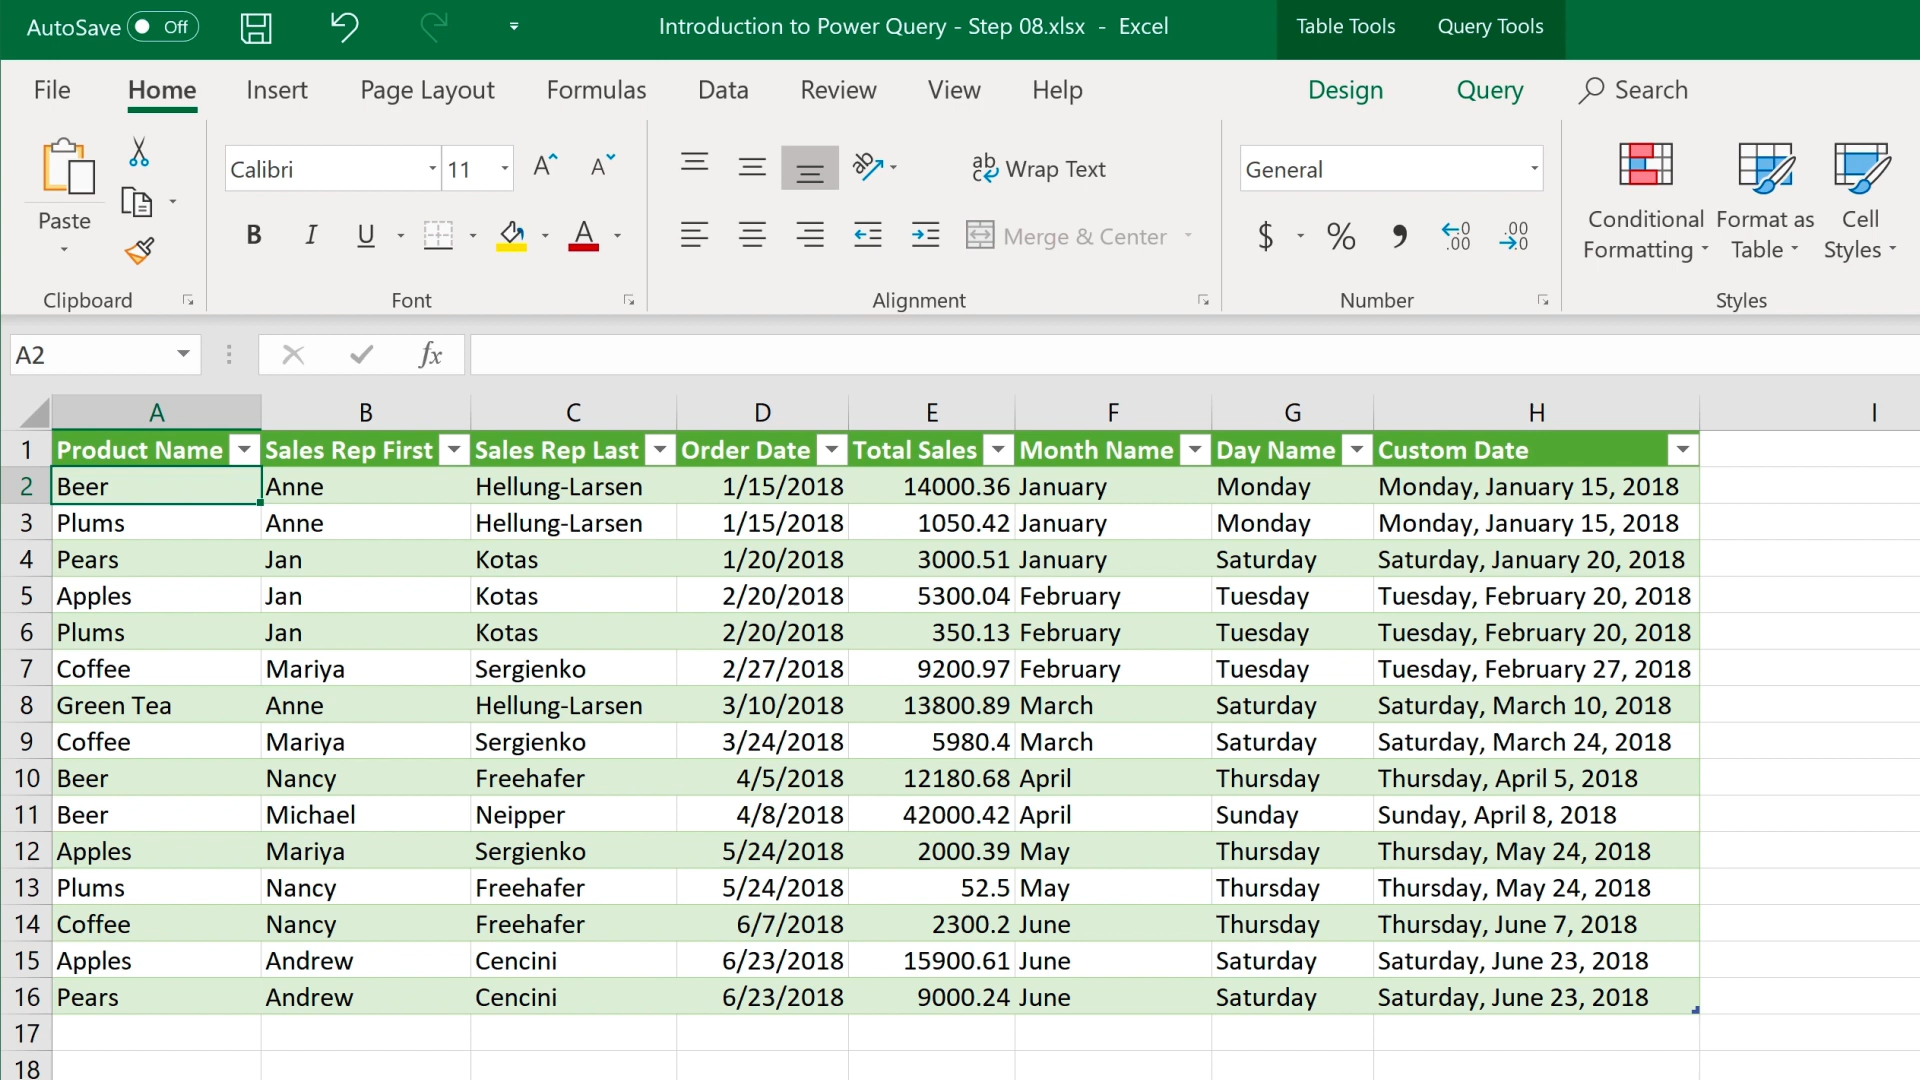 AutoSave Off Introduction to Power Query - Step 08.xlsx - Excel Table Tools Query Tools
File Home Insert Page Layout Formulas Data Review View Help Design Query Search
Paste
Clipboard
Calibri 11 A A
B I U A
Font
ab Wrap Text
Merge & Center
Alignment
General
$ % , .00 .00
Number
Conditional Formatting
Format as Table
Cell Styles
Styles
A2 fx
A B C D E F G H I
1 Product Name Sales Rep First Sales Rep Last Order Date Total Sales Month Name Day Name Custom Date
2 Beer Anne Hellung-Larsen 1/15/2018 14000.36 January Monday Monday, January 15, 2018
3 Plums Anne Hellung-Larsen 1/15/2018 1050.42 January Monday Monday, January 15, 2018
4 Pears Jan Kotas 1/20/2018 3000.51 January Saturday Saturday, January 20, 2018
5 Apples Jan Kotas 2/20/2018 5300.04 February Tuesday Tuesday, February 20, 2018
6 Plums Jan Kotas 2/20/2018 350.13 February Tuesday Tuesday, February 20, 2018
7 Coffee Mariya Sergienko 2/27/2018 9200.97 February Tuesday Tuesday, February 27, 2018
8 Green Tea Anne Hellung-Larsen 3/10/2018 13800.89 March Saturday Saturday, March 10, 2018
9 Coffee Mariya Sergienko 3/24/2018 5980.4 March Saturday Saturday, March 24, 2018
10 Beer Nancy Freehafer 4/5/2018 12180.68 April Thursday Thursday, April 5, 2018
11 Beer Michael Neipper 4/8/2018 42000.42 April Sunday Sunday, April 8, 2018
12 Apples Mariya Sergienko 5/24/2018 2000.39 May Thursday Thursday, May 24, 2018
13 Plums Nancy Freehafer 5/24/2018 52.5 May Thursday Thursday, May 24, 2018
14 Coffee Nancy Freehafer 6/7/2018 2300.2 June Thursday Thursday, June 7, 2018
15 Apples Andrew Cencini 6/23/2018 15900.61 June Saturday Saturday, June 23, 2018
16 Pears Andrew Cencini 6/23/2018 9000.24 June Saturday Saturday, June 23, 2018
17
18